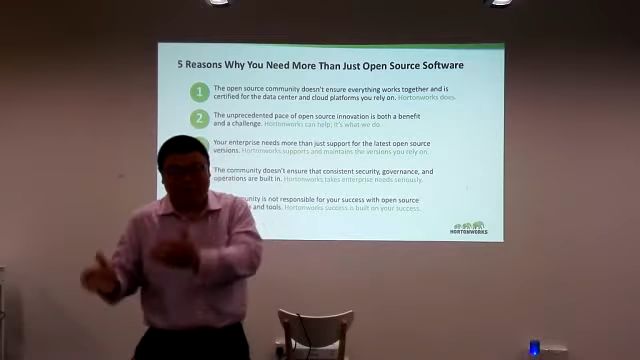 5 Reasons Why You Need More Than Just Open Source Software
1 The open source community doesn't ensure everything works together and is
certified for the data center and cloud platforms you rely on. Hortonworks does.
2 The unprecedented pace of open source innovation is both a benefit
and a challenge. Hortonworks can help; it's what we do.
Your enterprise needs more than just support for the latest open source
versions. Hortonworks supports and maintains the versions you rely on.
The community doesn't ensure that consistent security, governance, and
operations are built in. Hortonworks takes enterprise needs seriously.
is not responsible for your success with open source
and tools. Hortonworks success is built on your success.
HORTONWORKS